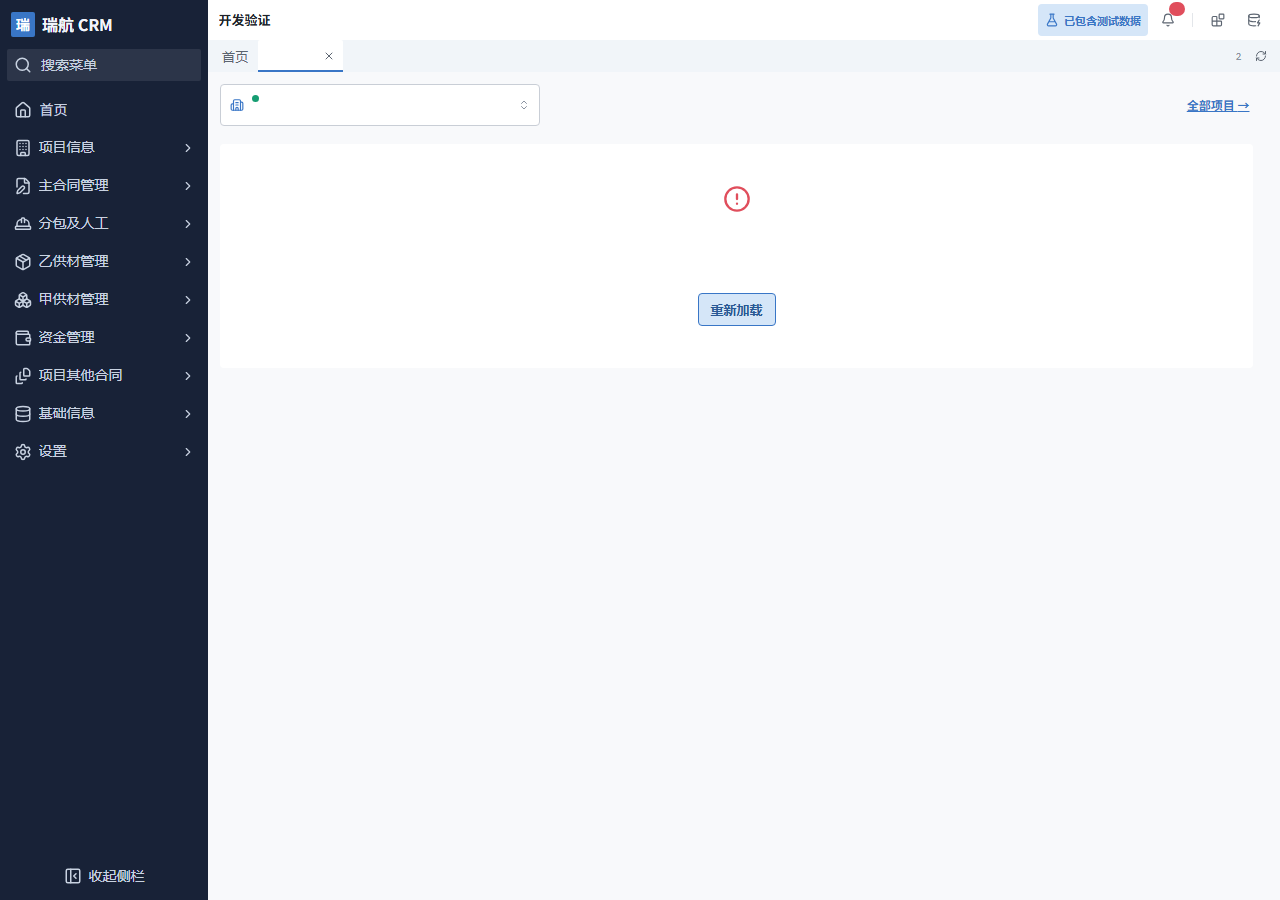 瑞 瑞航 CRM
搜索菜单
首页
项目信息
主合同管理
分包及人工
乙供材管理
甲供材管理
资金管理
项目其他合同
基础信息
设置
收起侧栏
开发验证
已包含测试数据
首页
2
全部项目 →
重新加载